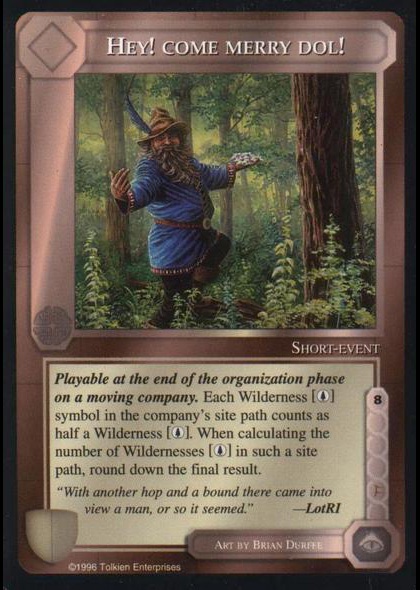 HEY! COME MERRY DOL!
SHORT-EVENT
Playable at the end of the organization phase
on a moving company. Each Wilderness []
symbol in the company's site path counts as
half a Wilderness []. When calculating the
number of Wildernesses [] in such a site
path, round down the final result.
8
"With another hop and a bound there came into
view a man, or so it seemed." —LotRI
F
ART BY BRIAN DURFEE
©1996 Tolkien Enterprises